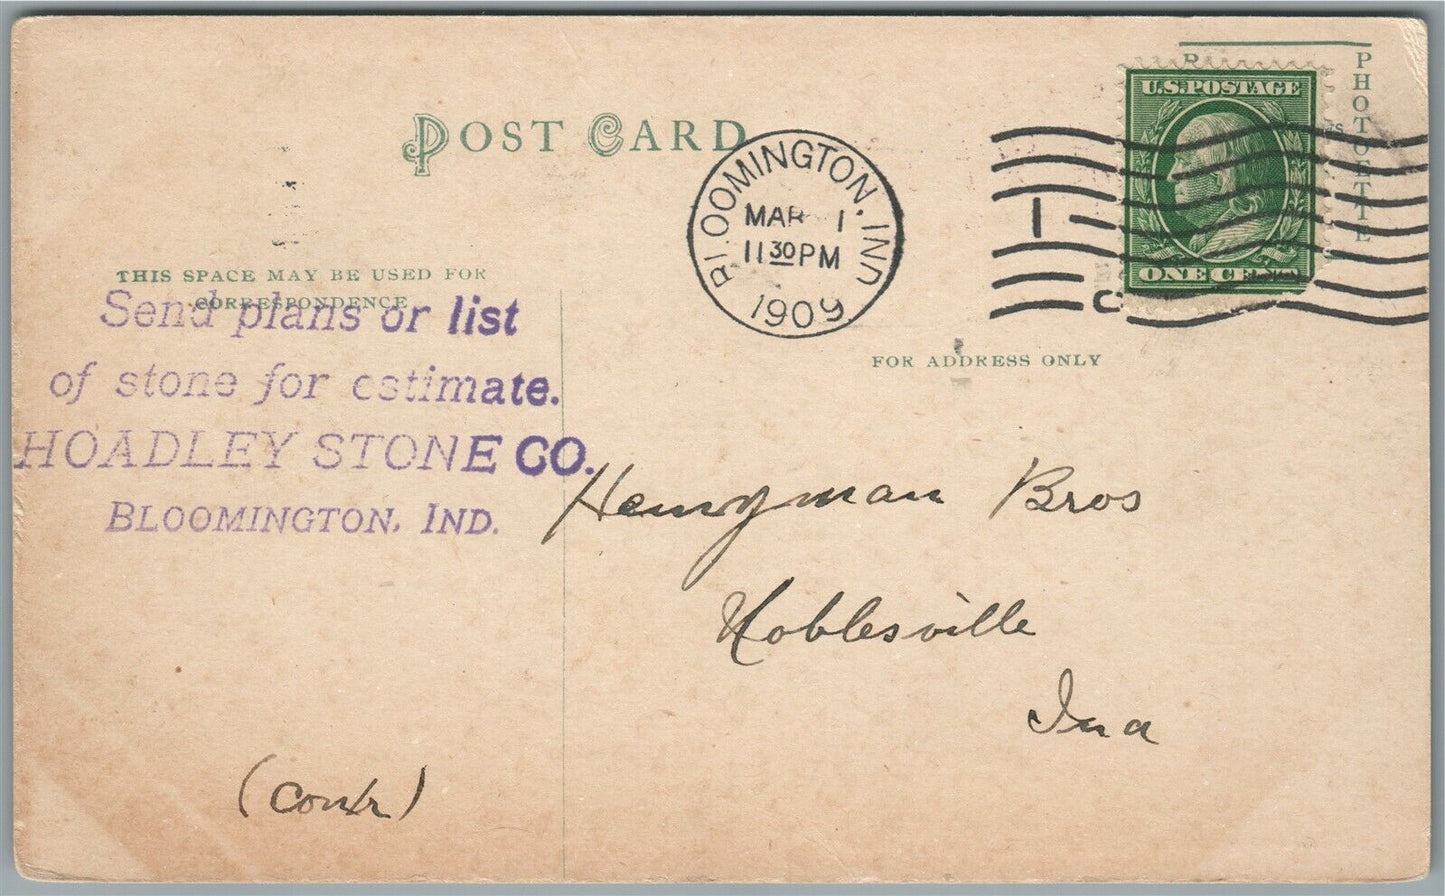 POST CARD
THIS SPACE MAY BE USED FOR
CORRESPONDENCE
Send plans or list
of stone for estimate.
HOADLEY STONE CO.
BLOOMINGTON, IND.
(Contr)
BLOOMINGTON, IND.
MAR 1
11 30 PM
1909
1
C
U.S. POSTAGE
ONE CENT
PHOTOETTE
FOR ADDRESS ONLY
Bros
Noblesville
Ind